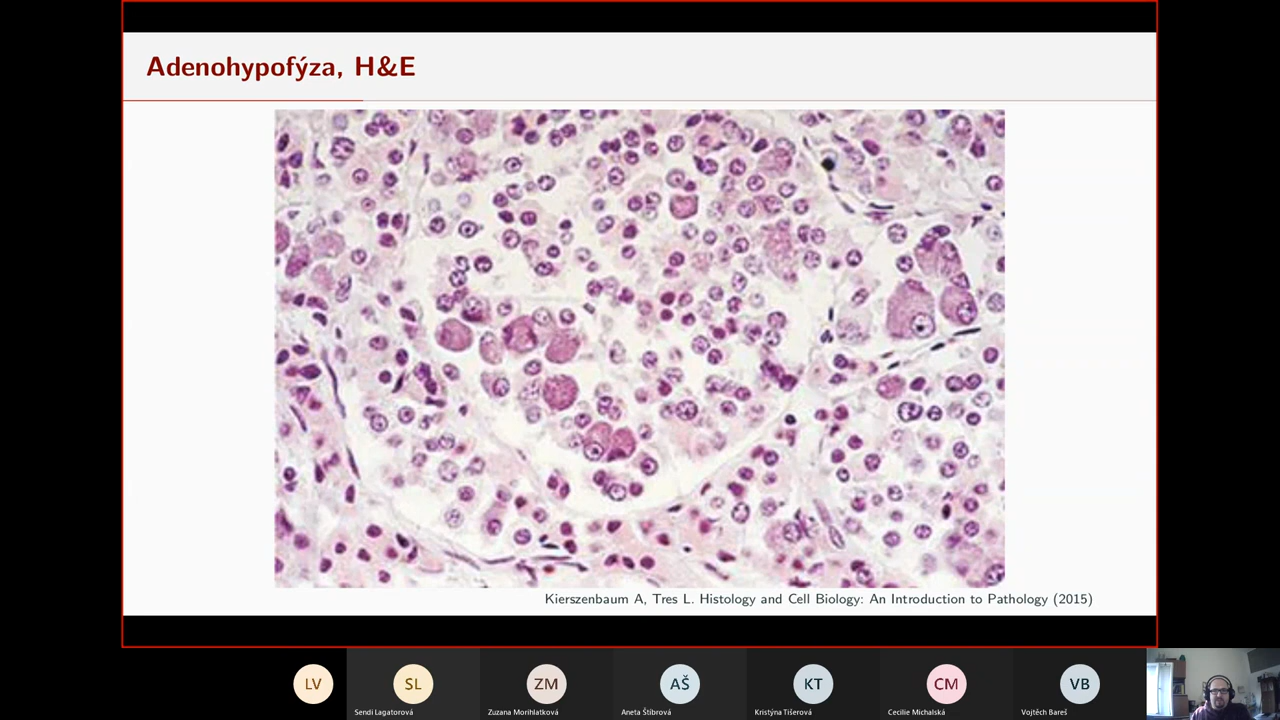 Adenohypofýza, H&E
Kierszenbaum A, Tres L. Histology and Cell Biology: An Introduction to Pathology (2015)
LV
SL
ZM
AŠ
KT
CM
VB
Sendi Lagatorová
Zuzana Morihlatková
Aneta Štíbrová
Kristýna Tišerová
Cecilie Michalská
Vojtěch Bareš